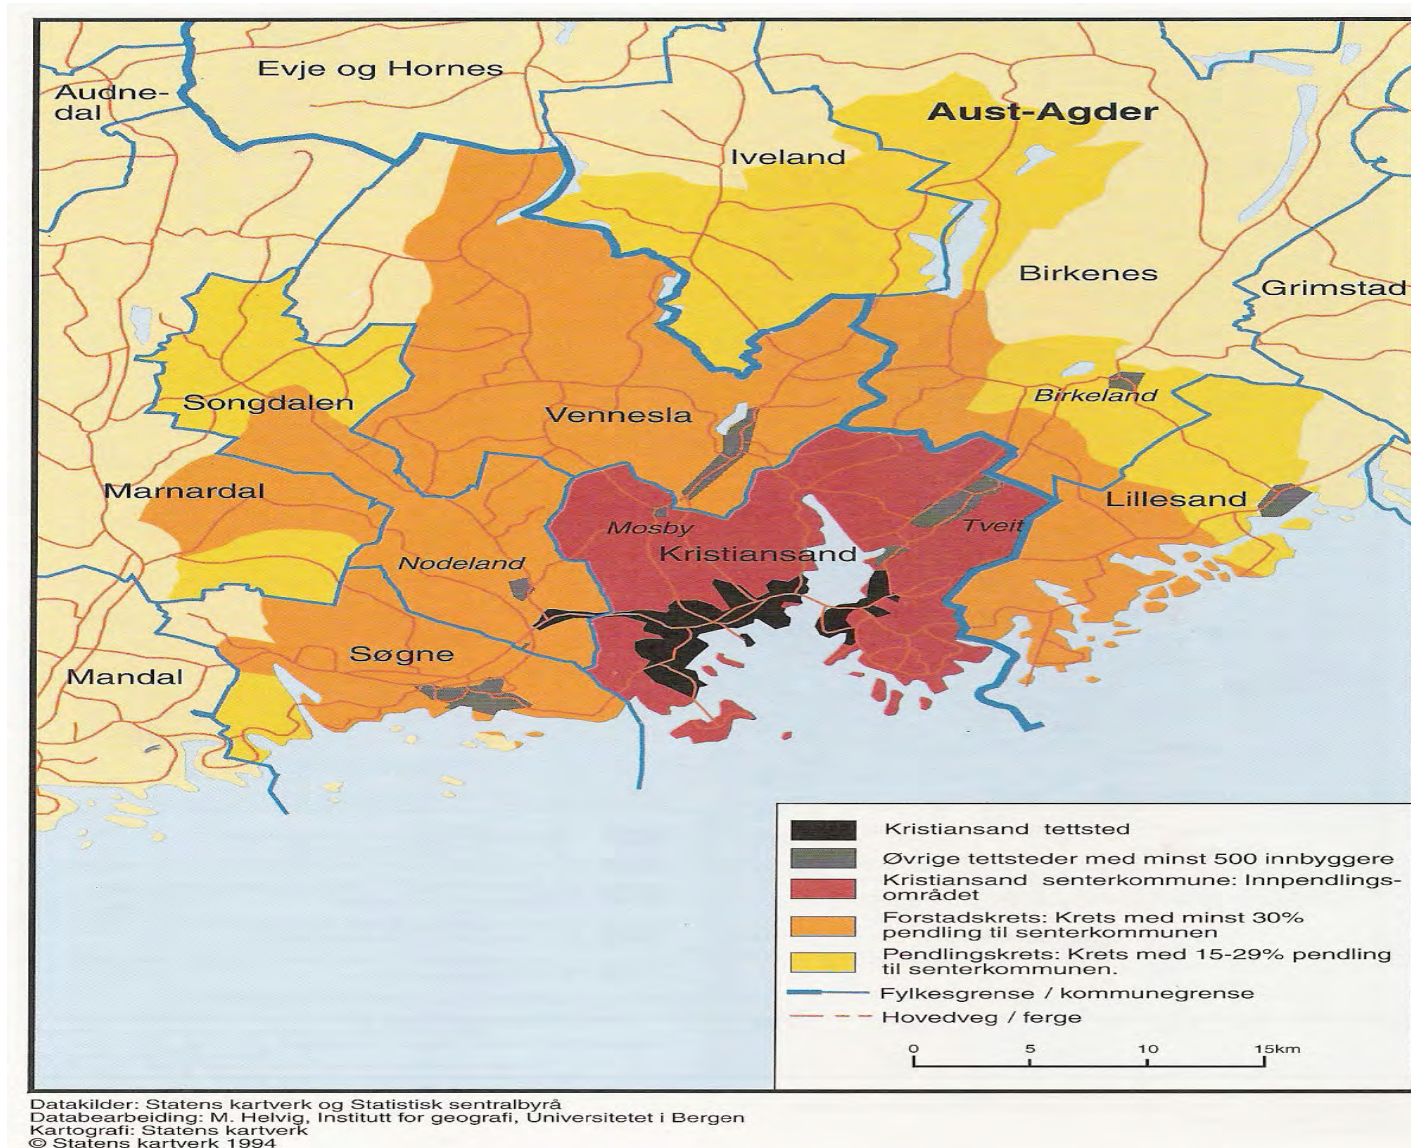 Evje og Hornes
Audne-
dal
Aust-Agder
Iveland
Birkenes
Grimstad
Songdalen
Vennesla
Birkeland
Marnardal
Lillesand
Mosby
Tveit
Kristiansand
Nodeland
Søgne
Mandal
Kristiansand tettsted
Øvrige tettsteder med minst 500 innbyggere
Kristiansand senterkommune: Innpendlings-
området
Forstadskrets: Krets med minst 30%
pendling til senterkommunen
Pendlingskrets: Krets med 15-29% pendling
til senterkommunen.
Fylkesgrense / kommunegrense
Hovedveg / ferge
0 5 10 15km
Datakilder: Statens kartverk og Statistisk sentralbyrå
Databearbeiding: M. Helvig, Institutt for geografi, Universitetet i Bergen
Kartografi: Statens kartverk
© Statens kartverk 1994